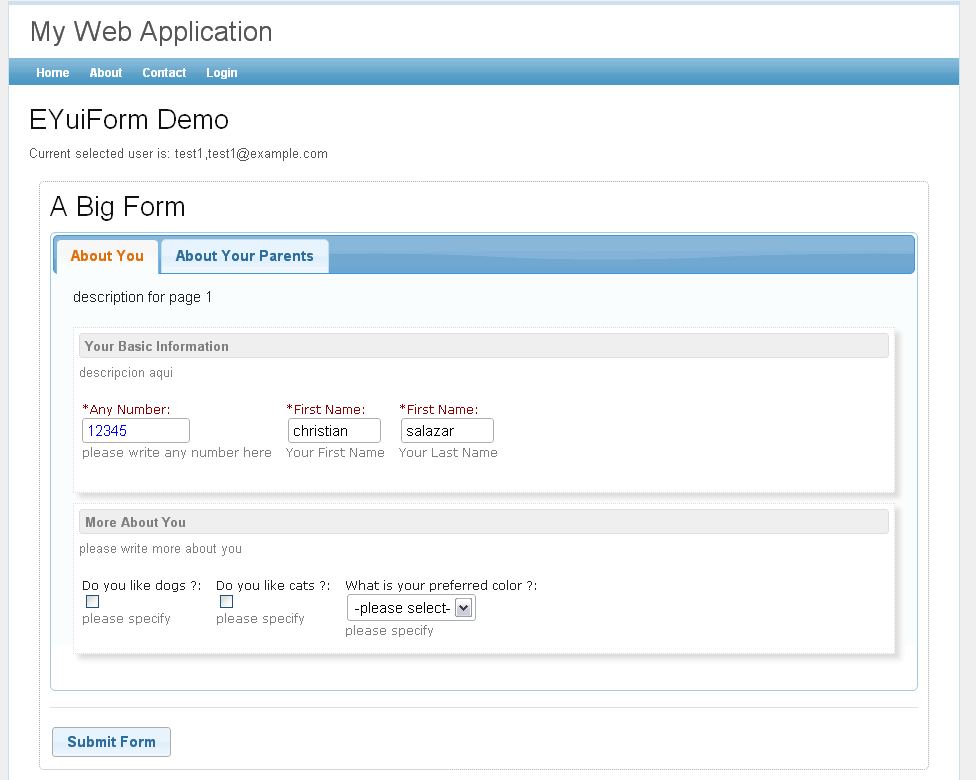 My Web Application
Home About Contact Login
EYuiForm Demo
Current selected user is: test1,test1@example.com
A Big Form
About You About Your Parents
description for page 1
Your Basic Information
descripcion aqui
*Any Number: *First Name: *First Name:
12345 christian salazar
please write any number here Your First Name Your Last Name
More About You
please write more about you
Do you like dogs ?: Do you like cats ?: What is your preferred color ?:
-please select-
please specify please specify please specify
Submit Form